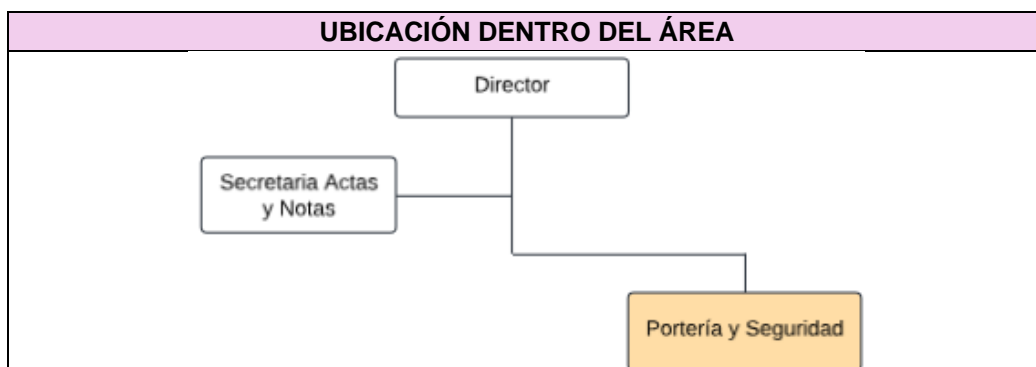 UBICACIÓN DENTRO DEL ÁREA
Director
Secretaria Actas
y Notas
Portería y Seguridad